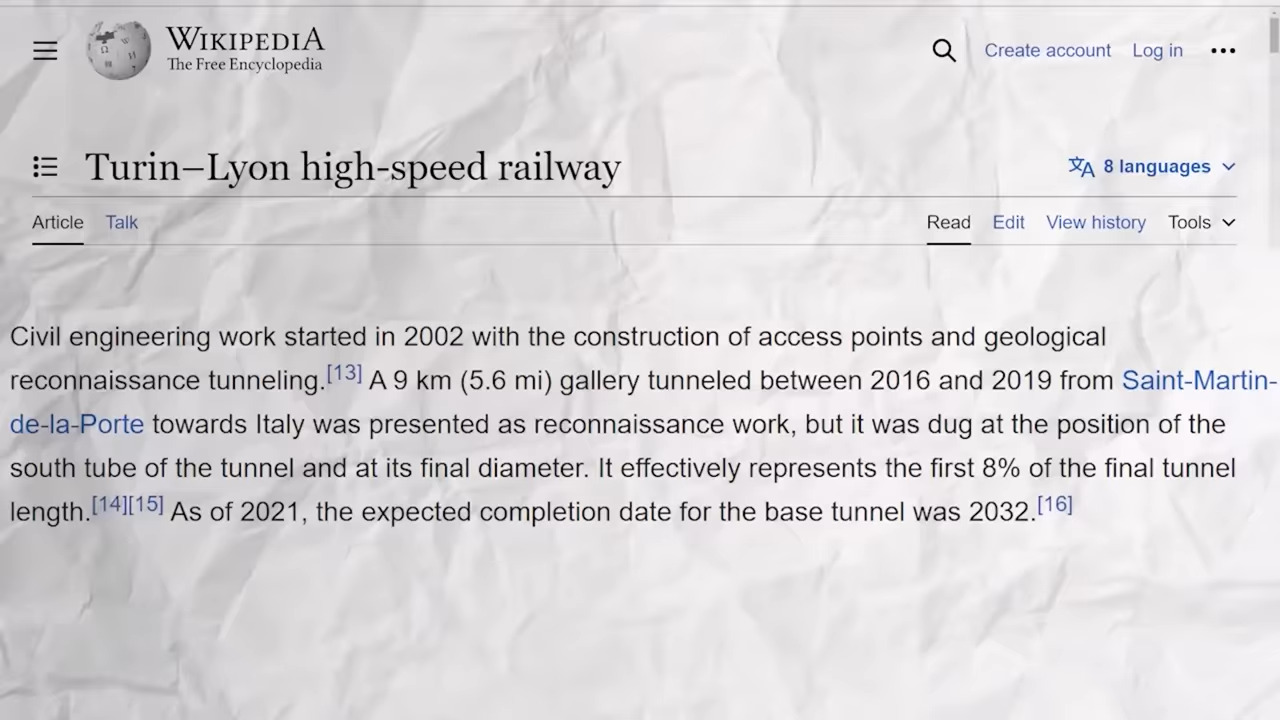 WIKIPEDIA
The Free Encyclopedia
Create account Log in
Turin–Lyon high-speed railway
8 languages
Article Talk
Read Edit View history Tools
Civil engineering work started in 2002 with the construction of access points and geological
reconnaissance tunneling.[13] A 9 km (5.6 mi) gallery tunneled between 2016 and 2019 from Saint-Martin-
de-la-Porte towards Italy was presented as reconnaissance work, but it was dug at the position of the
south tube of the tunnel and at its final diameter. It effectively represents the first 8% of the final tunnel
length.[14][15] As of 2021, the expected completion date for the base tunnel was 2032.[16]